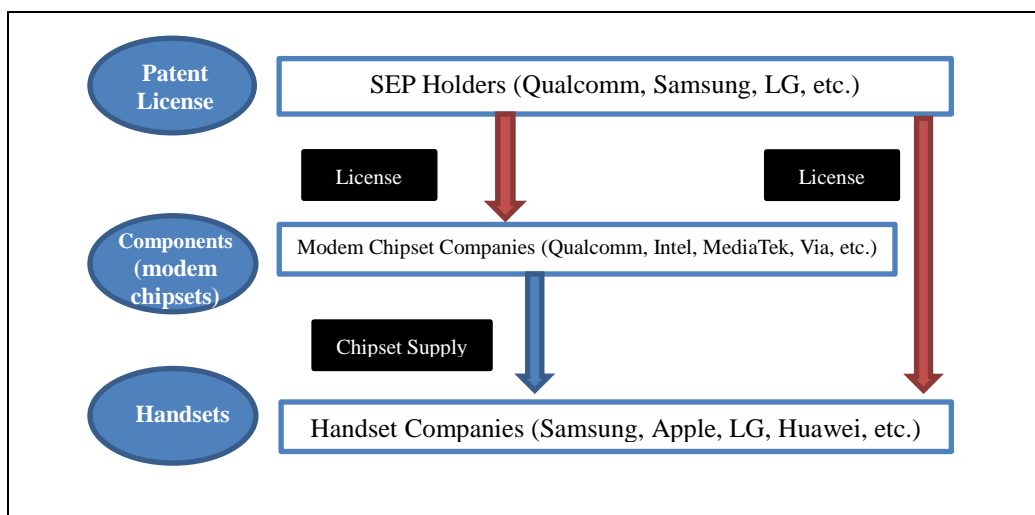 Patent
License
SEP Holders (Qualcomm, Samsung, LG, etc.)
License
License
Components
(modem
chipsets)
Modem Chipset Companies (Qualcomm, Intel, MediaTek, Via, etc.)
Chipset Supply
Handsets
Handset Companies (Samsung, Apple, LG, Huawei, etc.)